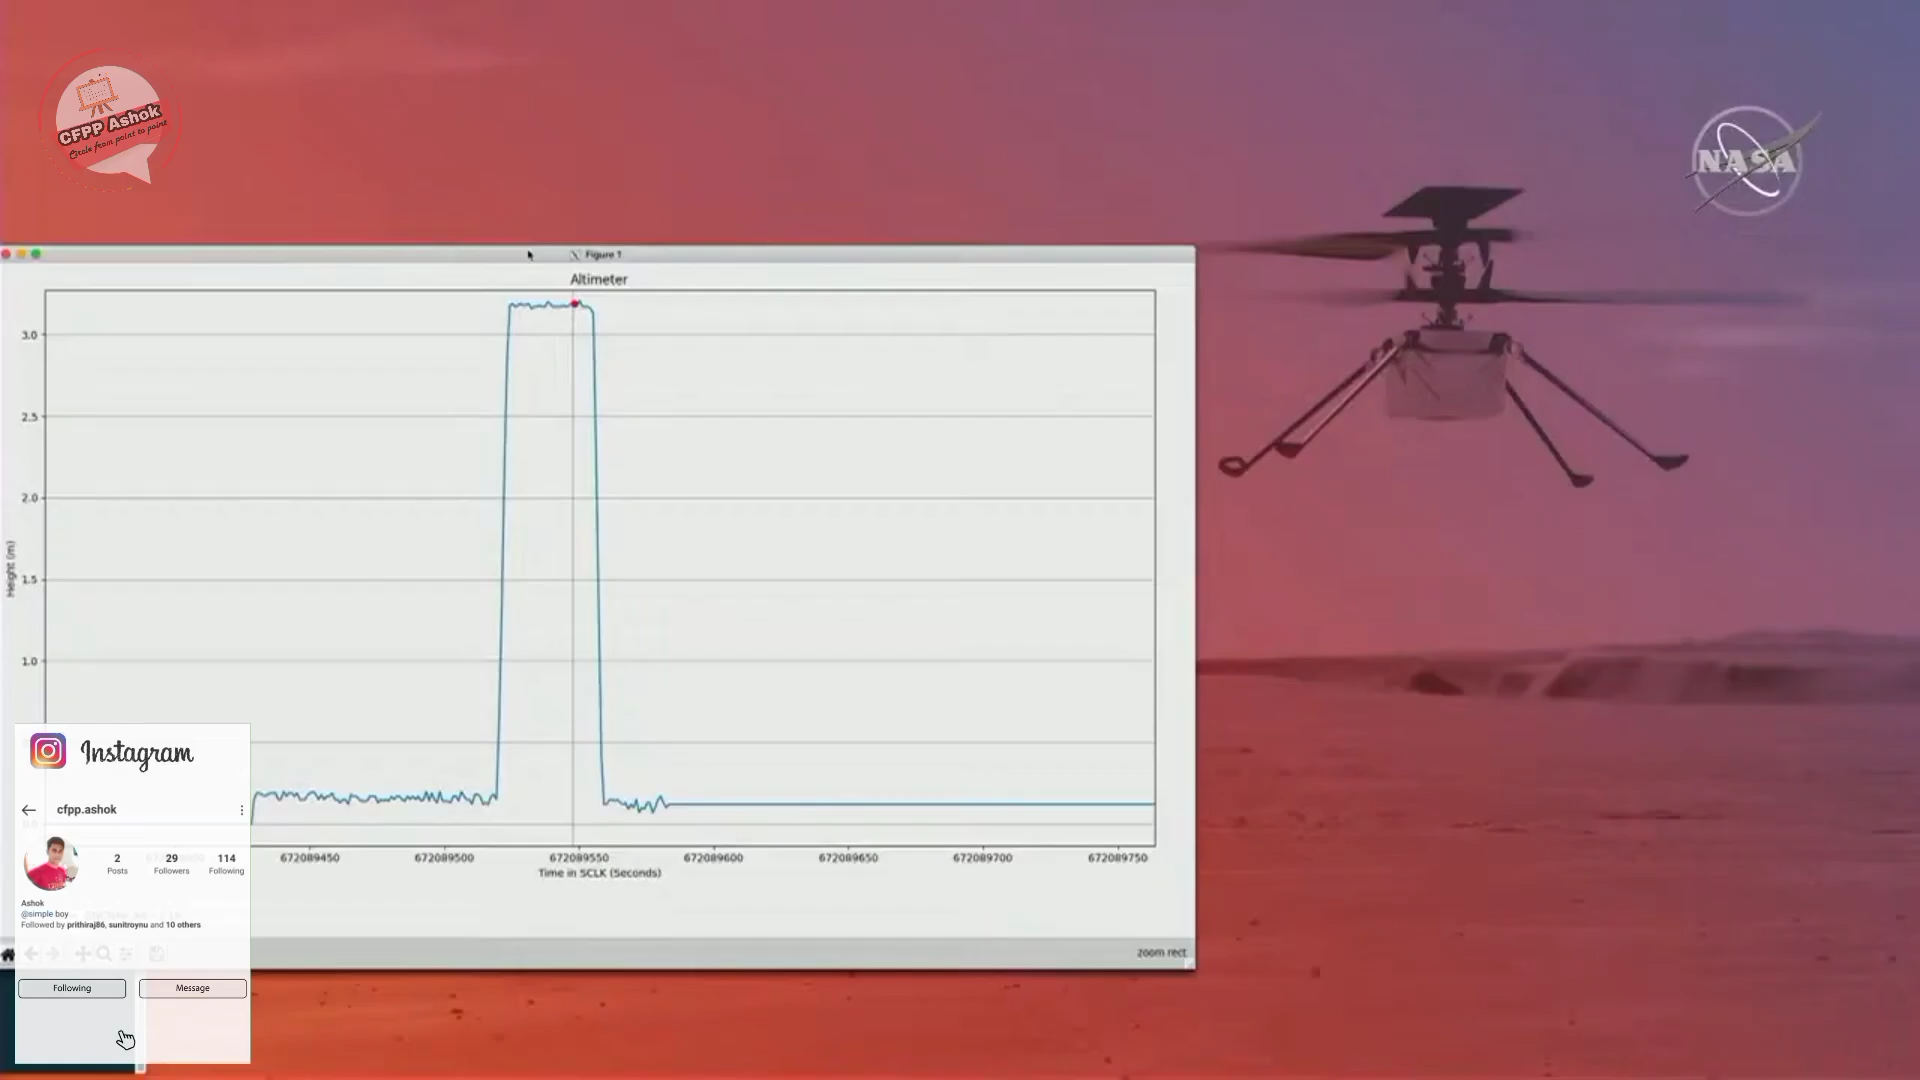 CFPP Ashok
Circle from point to point
NASA
Figure 1
Altimeter
3.0
2.5
2.0
1.5
1.0
Height (m)
672089450
672089500
672089550
672089600
672089650
672089700
672089750
Time in SCLK (Seconds)
zoom rect
Instagram
cfpp.ashok
2
29
114
Posts
Followers
Following
Ashok
@simple boy
Followed by prithiraj86, sunitroynu and 10 others
Following
Message